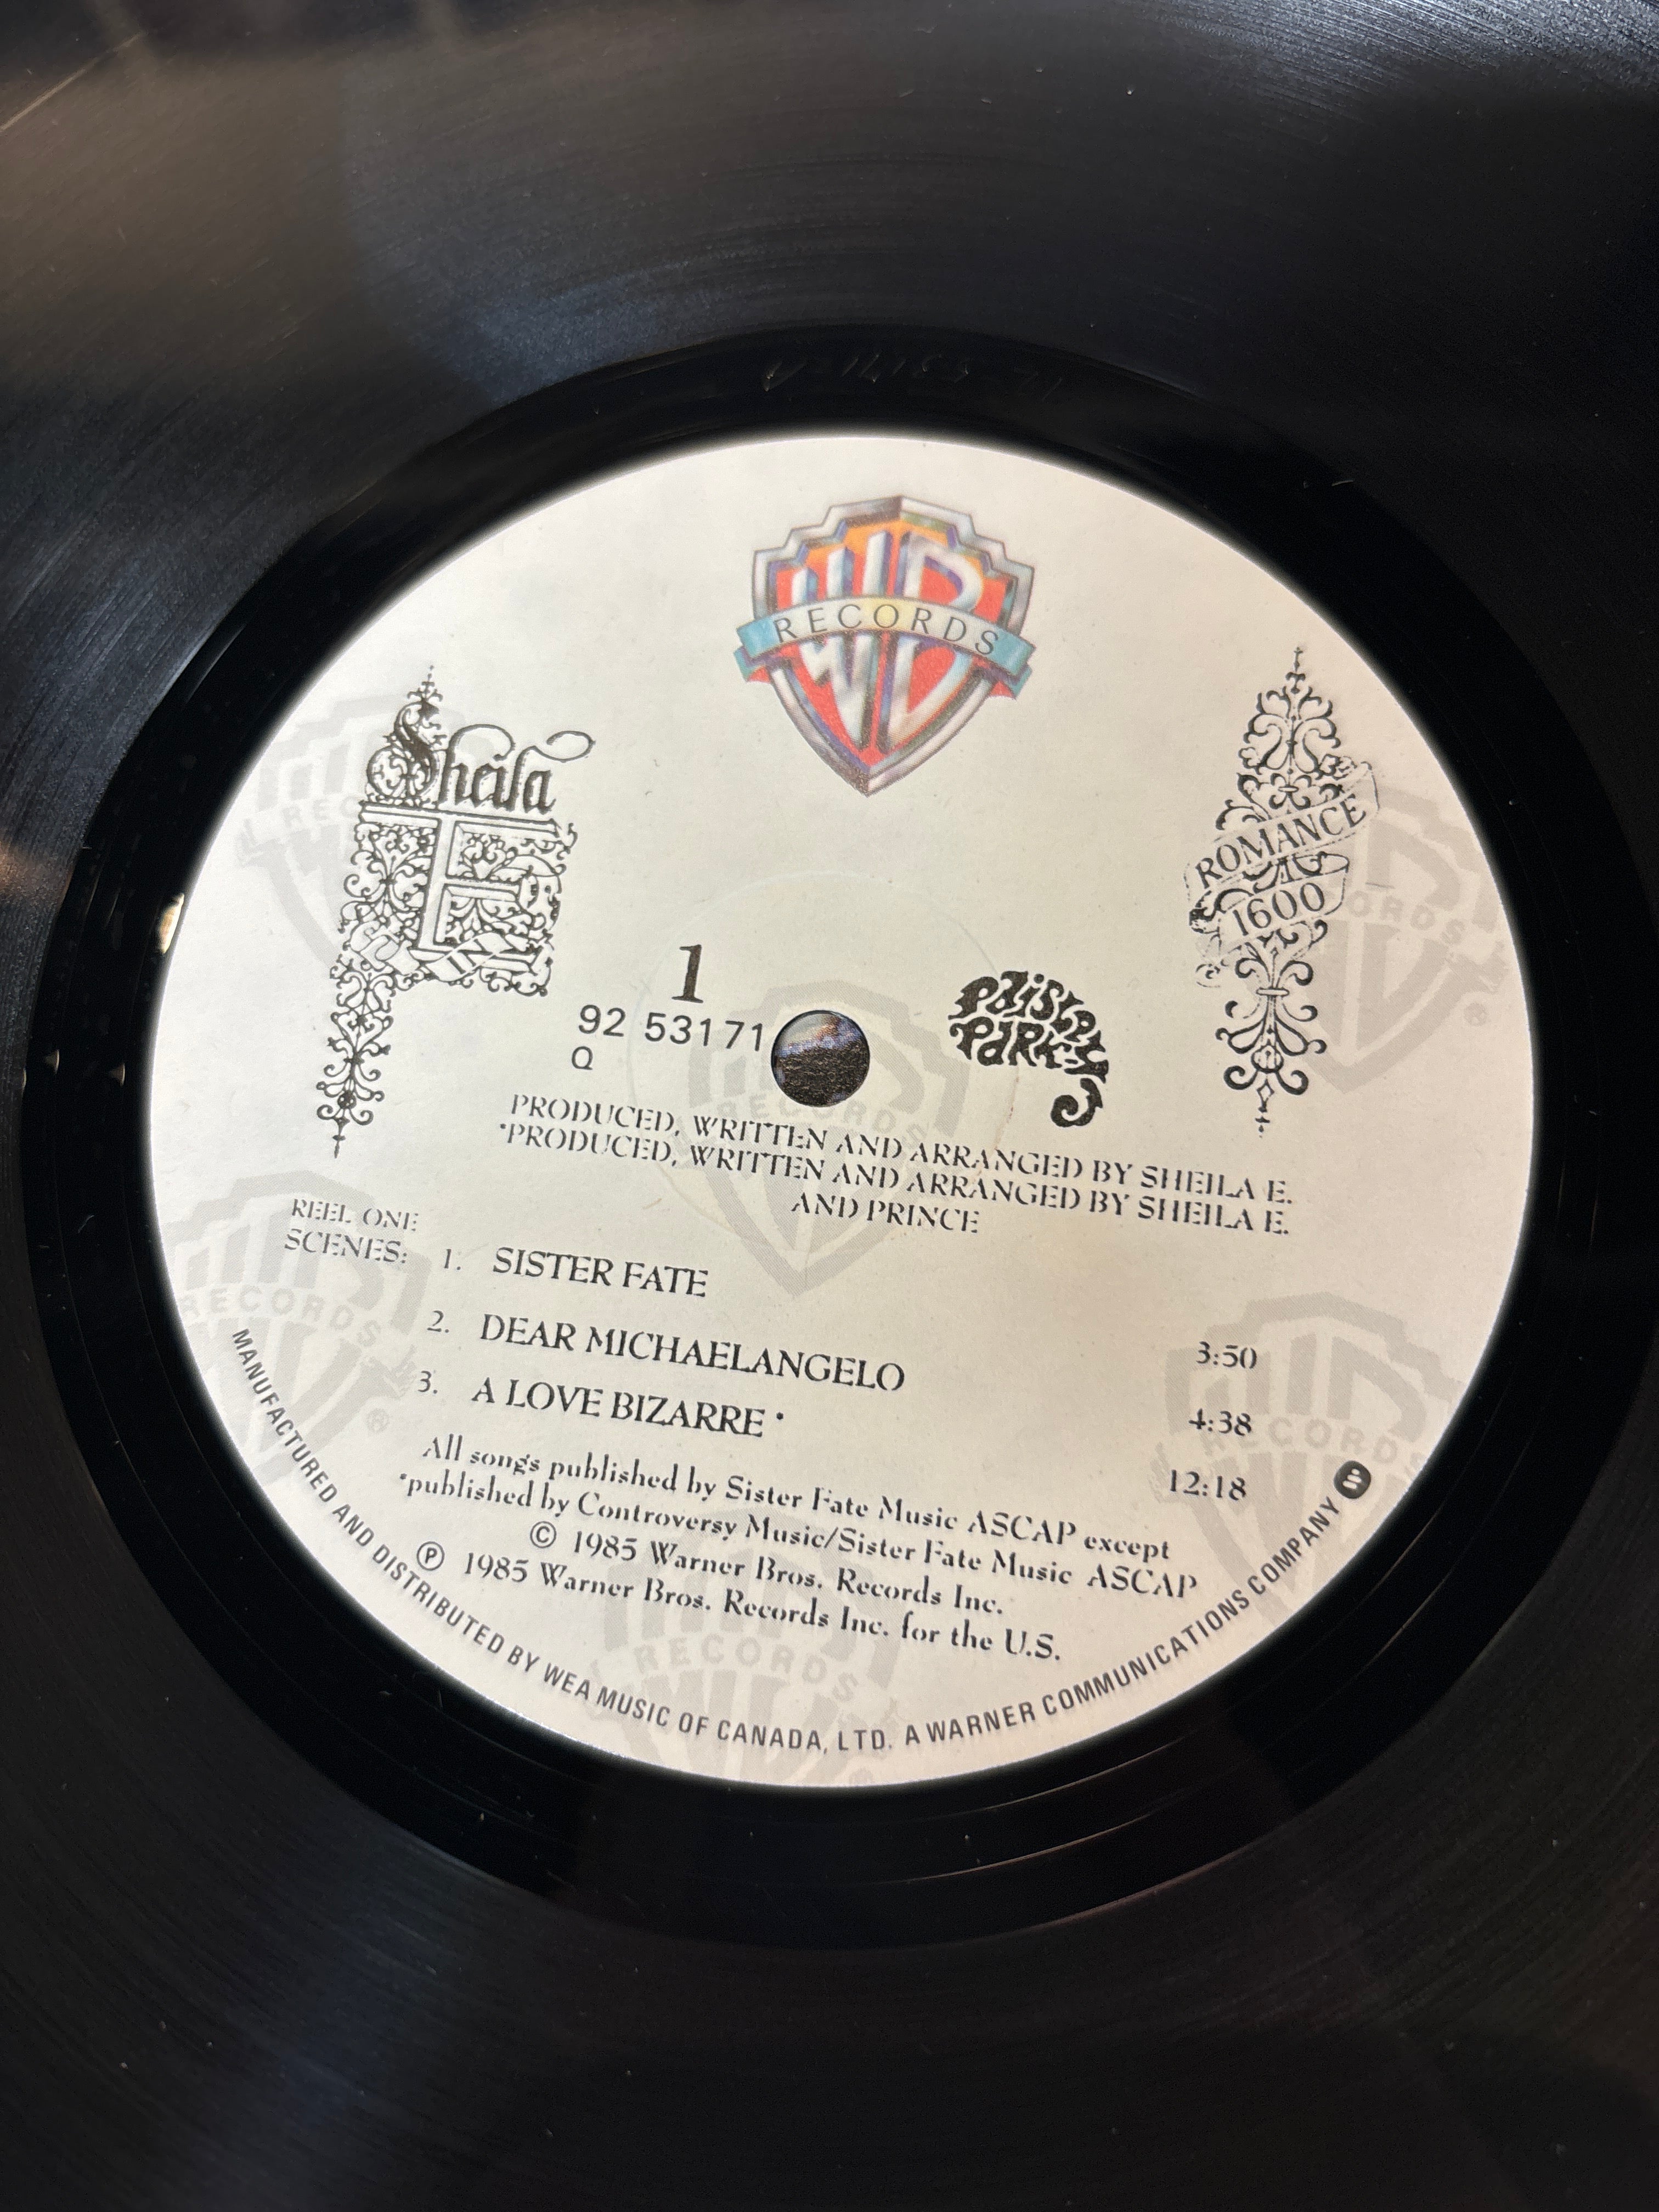 RECORDS
Sheila
E
IN
ROMANCE
1600
1
92 53171
Q
Paisley
Park
PRODUCED, WRITTEN AND ARRANGED BY SHEILA E.
*PRODUCED, WRITTEN AND ARRANGED BY SHEILA E.
AND PRINCE
REEL ONE
SCENES: 1. SISTER FATE 3:50
2. DEAR MICHAELANGELO 4:38
3. A LOVE BIZARRE * 12:18
All songs published by Sister Fate Music ASCAP except
*published by Controversy Music/Sister Fate Music ASCAP
© 1985 Warner Bros. Records Inc.
℗ 1985 Warner Bros. Records Inc. for the U.S.
MANUFACTURED AND DISTRIBUTED BY WEA MUSIC OF CANADA, LTD. A WARNER COMMUNICATIONS COMPANY